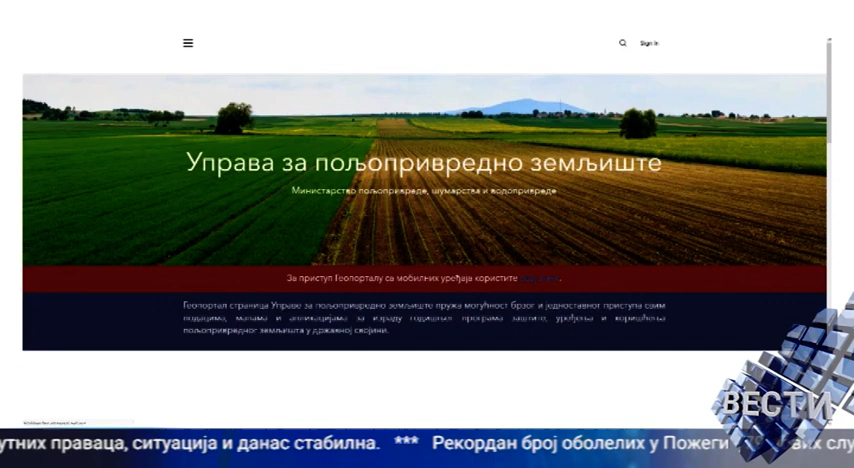 Sign In
Управа за пољопривредно земљиште
Министарство пољопривреде, шумарства и водопривреде
За приступ Геопорталу са мобилних уређаја користите
Геопортал страница Управе за пољопривредно земљиште пружа могућност брзог и једноставног приступа свим
подацима, мапама и апликацијама за израду годишњег програма заштите, уређења и коришћења
пољопривредног земљишта у државној својини.
ВЕСТИ
утних праваца, ситуација и данас стабилна. *** Рекордан број оболелих у Пожеги